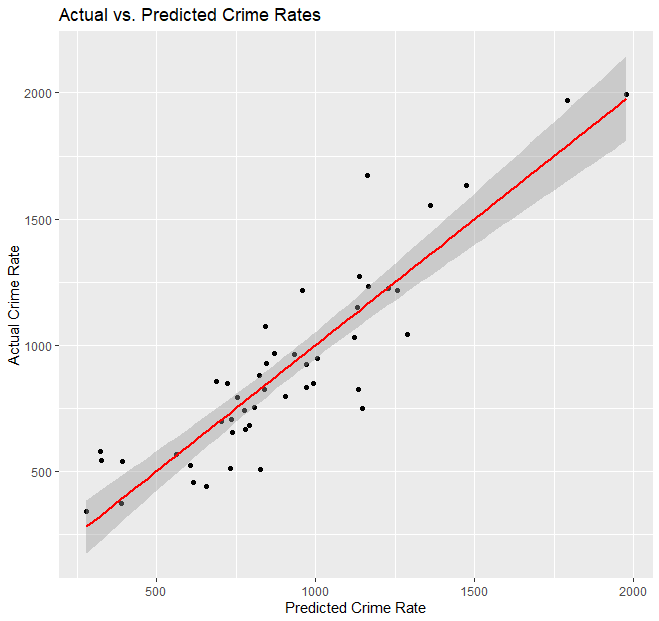 Actual vs. Predicted Crime Rates
2000
1500
1000
500
Actual Crime Rate
500 1000 1500 2000
Predicted Crime Rate